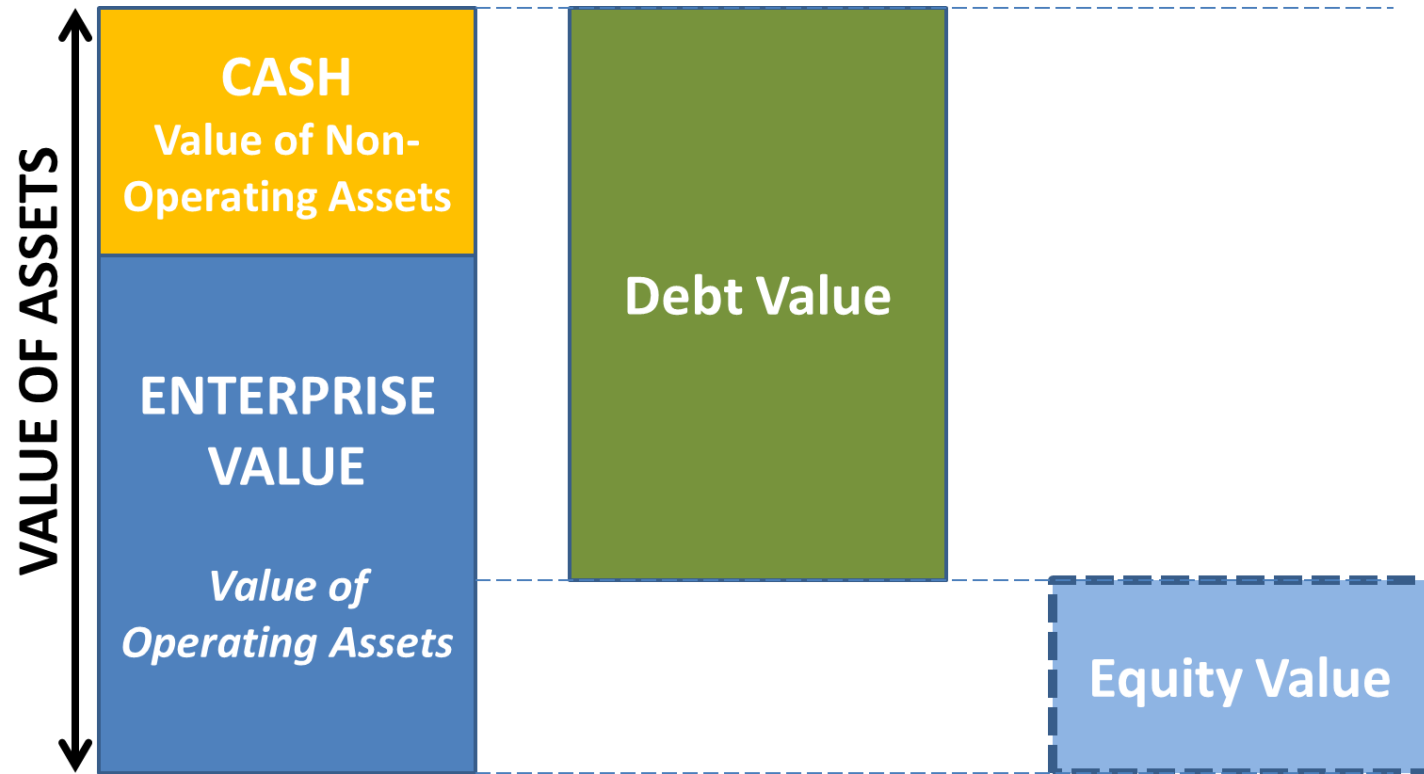 VALUE OF ASSETS
CASH
Value of Non-
Operating Assets
ENTERPRISE
VALUE
Value of
Operating Assets
Debt Value
Equity Value